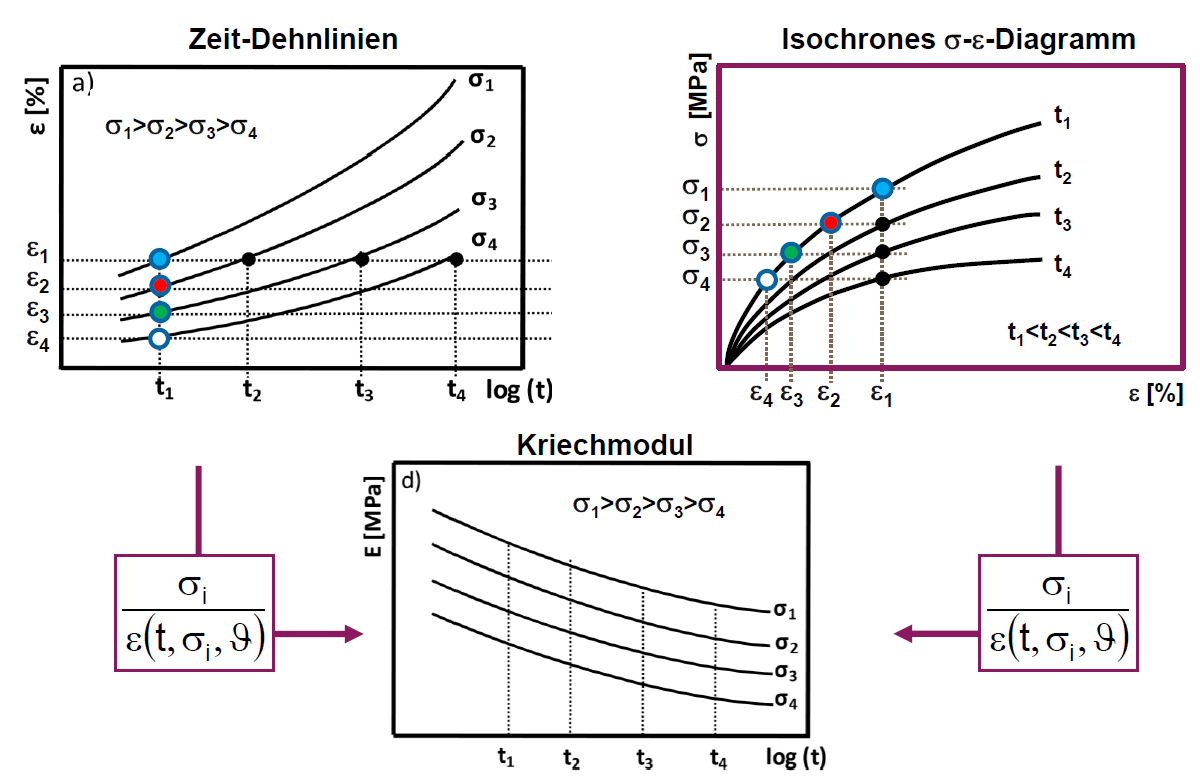 Zeit-Dehnlinien
a)
ε [%]
σ1>σ2>σ3>σ4
σ1
σ2
σ3
σ4
ε1
ε2
ε3
ε4
t1 t2 t3 t4 log (t)
Isochrones σ-ε-Diagramm
σ [MPa]
t1
t2
t3
t4
σ1
σ2
σ3
σ4
t1<t2<t3<t4
ε4 ε3 ε2 ε1 ε [%]
Kriechmodul
d)
E [MPa]
σ1>σ2>σ3>σ4
σ1
σ2
σ3
σ4
t1 t2 t3 t4 log (t)
σi
ε(t, σi, ϑ)
σi
ε(t, σi, ϑ)